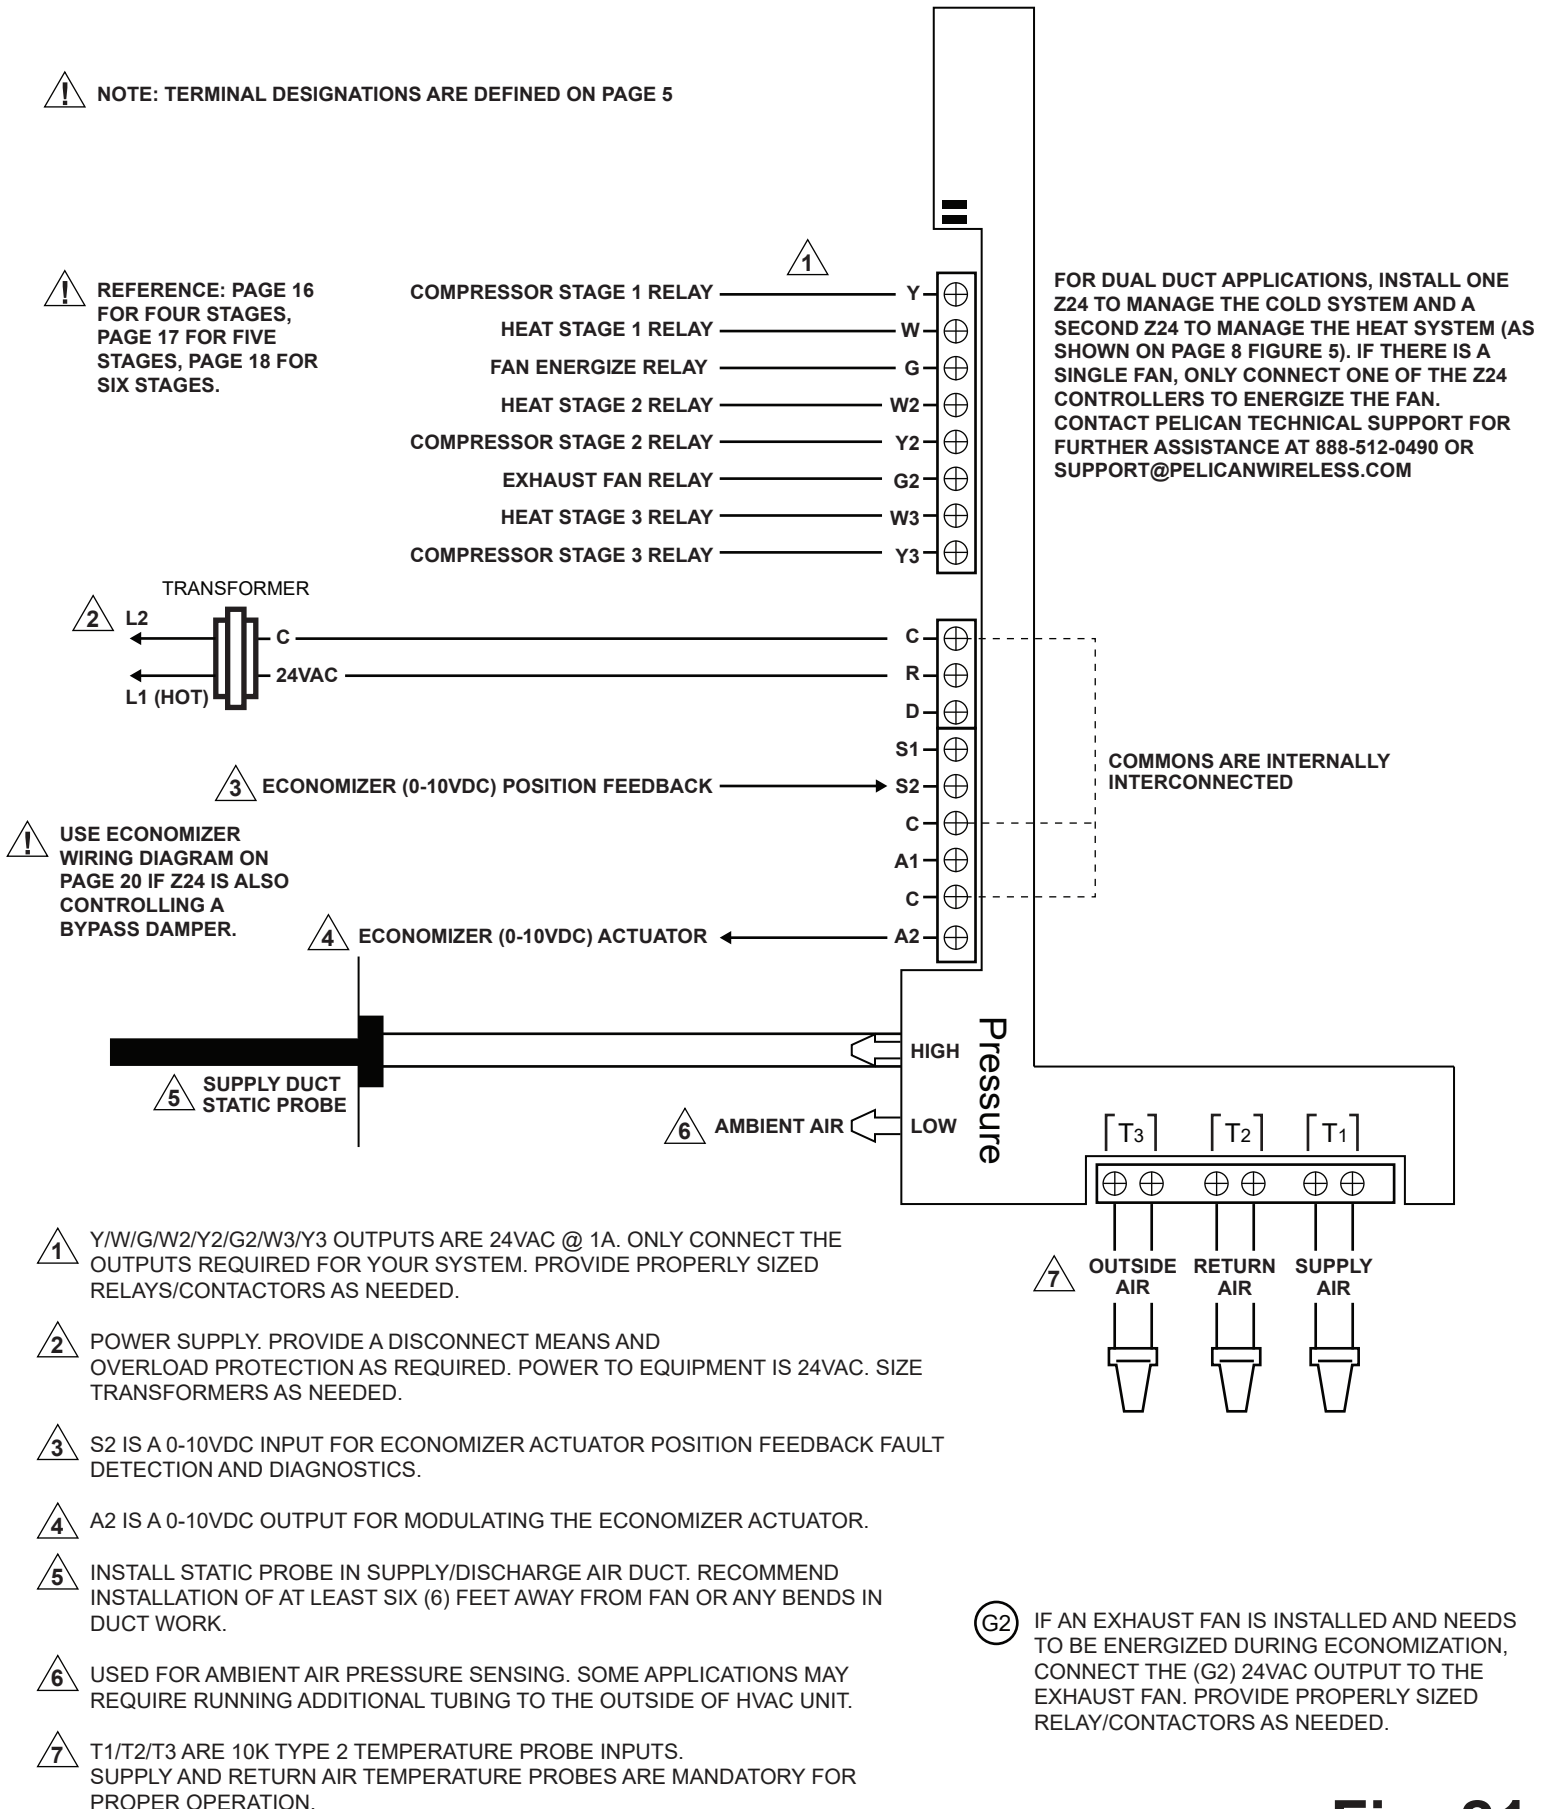 NOTE: TERMINAL DESIGNATIONS ARE DEFINED ON PAGE 5
!
1
!
REFERENCE: PAGE 16
FOR FOUR STAGES,
PAGE 17 FOR FIVE
STAGES, PAGE 18 FOR
SIX STAGES.
COMPRESSOR STAGE 1 RELAY Y
HEAT STAGE 1 RELAY W
FAN ENERGIZE RELAY G
HEAT STAGE 2 RELAY W2
COMPRESSOR STAGE 2 RELAY Y2
EXHAUST FAN RELAY G2
HEAT STAGE 3 RELAY W3
COMPRESSOR STAGE 3 RELAY Y3
FOR DUAL DUCT APPLICATIONS, INSTALL ONE
Z24 TO MANAGE THE COLD SYSTEM AND A
SECOND Z24 TO MANAGE THE HEAT SYSTEM (AS
SHOWN ON PAGE 8 FIGURE 5). IF THERE IS A
SINGLE FAN, ONLY CONNECT ONE OF THE Z24
CONTROLLERS TO ENERGIZE THE FAN.
CONTACT PELICAN TECHNICAL SUPPORT FOR
FURTHER ASSISTANCE AT 888-512-0490 OR
SUPPORT@PELICANWIRELESS.COM
TRANSFORMER
2 L2
C C
24VAC R
L1 (HOT)
D
S1
3 ECONOMIZER (0-10VDC) POSITION FEEDBACK S2
C
A1
C
COMMONS ARE INTERNALLY
INTERCONNECTED
!
USE ECONOMIZER
WIRING DIAGRAM ON
PAGE 20 IF Z24 IS ALSO
CONTROLLING A
BYPASS DAMPER.
4 ECONOMIZER (0-10VDC) ACTUATOR A2
HIGH
Pressure
5 SUPPLY DUCT
STATIC PROBE
6 AMBIENT AIR LOW
T3 T2 T1
7 OUTSIDE
AIR
RETURN
AIR
SUPPLY
AIR
1 Y/W/G/W2/Y2/G2/W3/Y3 OUTPUTS ARE 24VAC @ 1A. ONLY CONNECT THE
OUTPUTS REQUIRED FOR YOUR SYSTEM. PROVIDE PROPERLY SIZED
RELAYS/CONTACTORS AS NEEDED.
2 POWER SUPPLY. PROVIDE A DISCONNECT MEANS AND
OVERLOAD PROTECTION AS REQUIRED. POWER TO EQUIPMENT IS 24VAC. SIZE
TRANSFORMERS AS NEEDED.
3 S2 IS A 0-10VDC INPUT FOR ECONOMIZER ACTUATOR POSITION FEEDBACK FAULT
DETECTION AND DIAGNOSTICS.
4 A2 IS A 0-10VDC OUTPUT FOR MODULATING THE ECONOMIZER ACTUATOR.
5 INSTALL STATIC PROBE IN SUPPLY/DISCHARGE AIR DUCT. RECOMMEND
INSTALLATION OF AT LEAST SIX (6) FEET AWAY FROM FAN OR ANY BENDS IN
DUCT WORK.
6 USED FOR AMBIENT AIR PRESSURE SENSING. SOME APPLICATIONS MAY
REQUIRE RUNNING ADDITIONAL TUBING TO THE OUTSIDE OF HVAC UNIT.
7 T1/T2/T3 ARE 10K TYPE 2 TEMPERATURE PROBE INPUTS.
SUPPLY AND RETURN AIR TEMPERATURE PROBES ARE MANDATORY FOR
PROPER OPERATION.
G2 IF AN EXHAUST FAN IS INSTALLED AND NEEDS
TO BE ENERGIZED DURING ECONOMIZATION,
CONNECT THE (G2) 24VAC OUTPUT TO THE
EXHAUST FAN. PROVIDE PROPERLY SIZED
RELAY/CONTACTORS AS NEEDED.